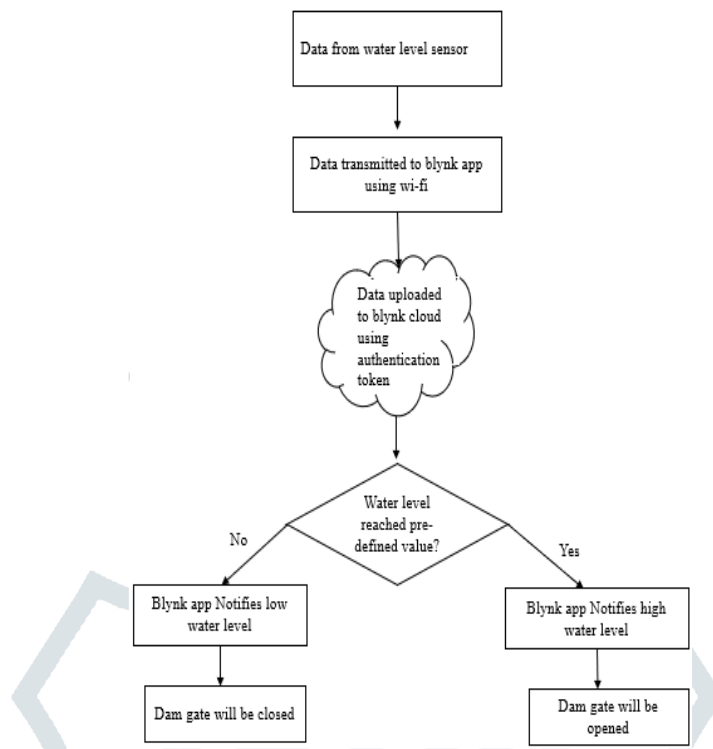 Data from water level sensor
Data transmitted to blynk app
using wi-fi
Data uploaded
to blynk cloud
using
authentication
token
Water level
reached pre-
defined value?
No
Yes
Blynk app Notifies low
water level
Blynk app Notifies high
water level
Dam gate will be closed
Dam gate will be
opened